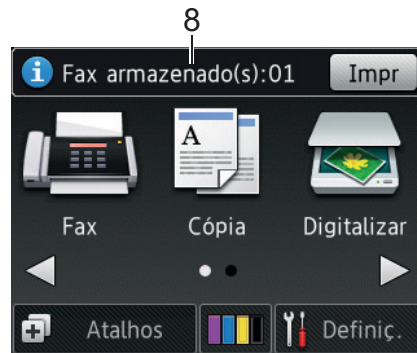 8
Fax armazenado(s):01 Impr
A
Fax Cópia Digitalizar
Atalhos Definiç.